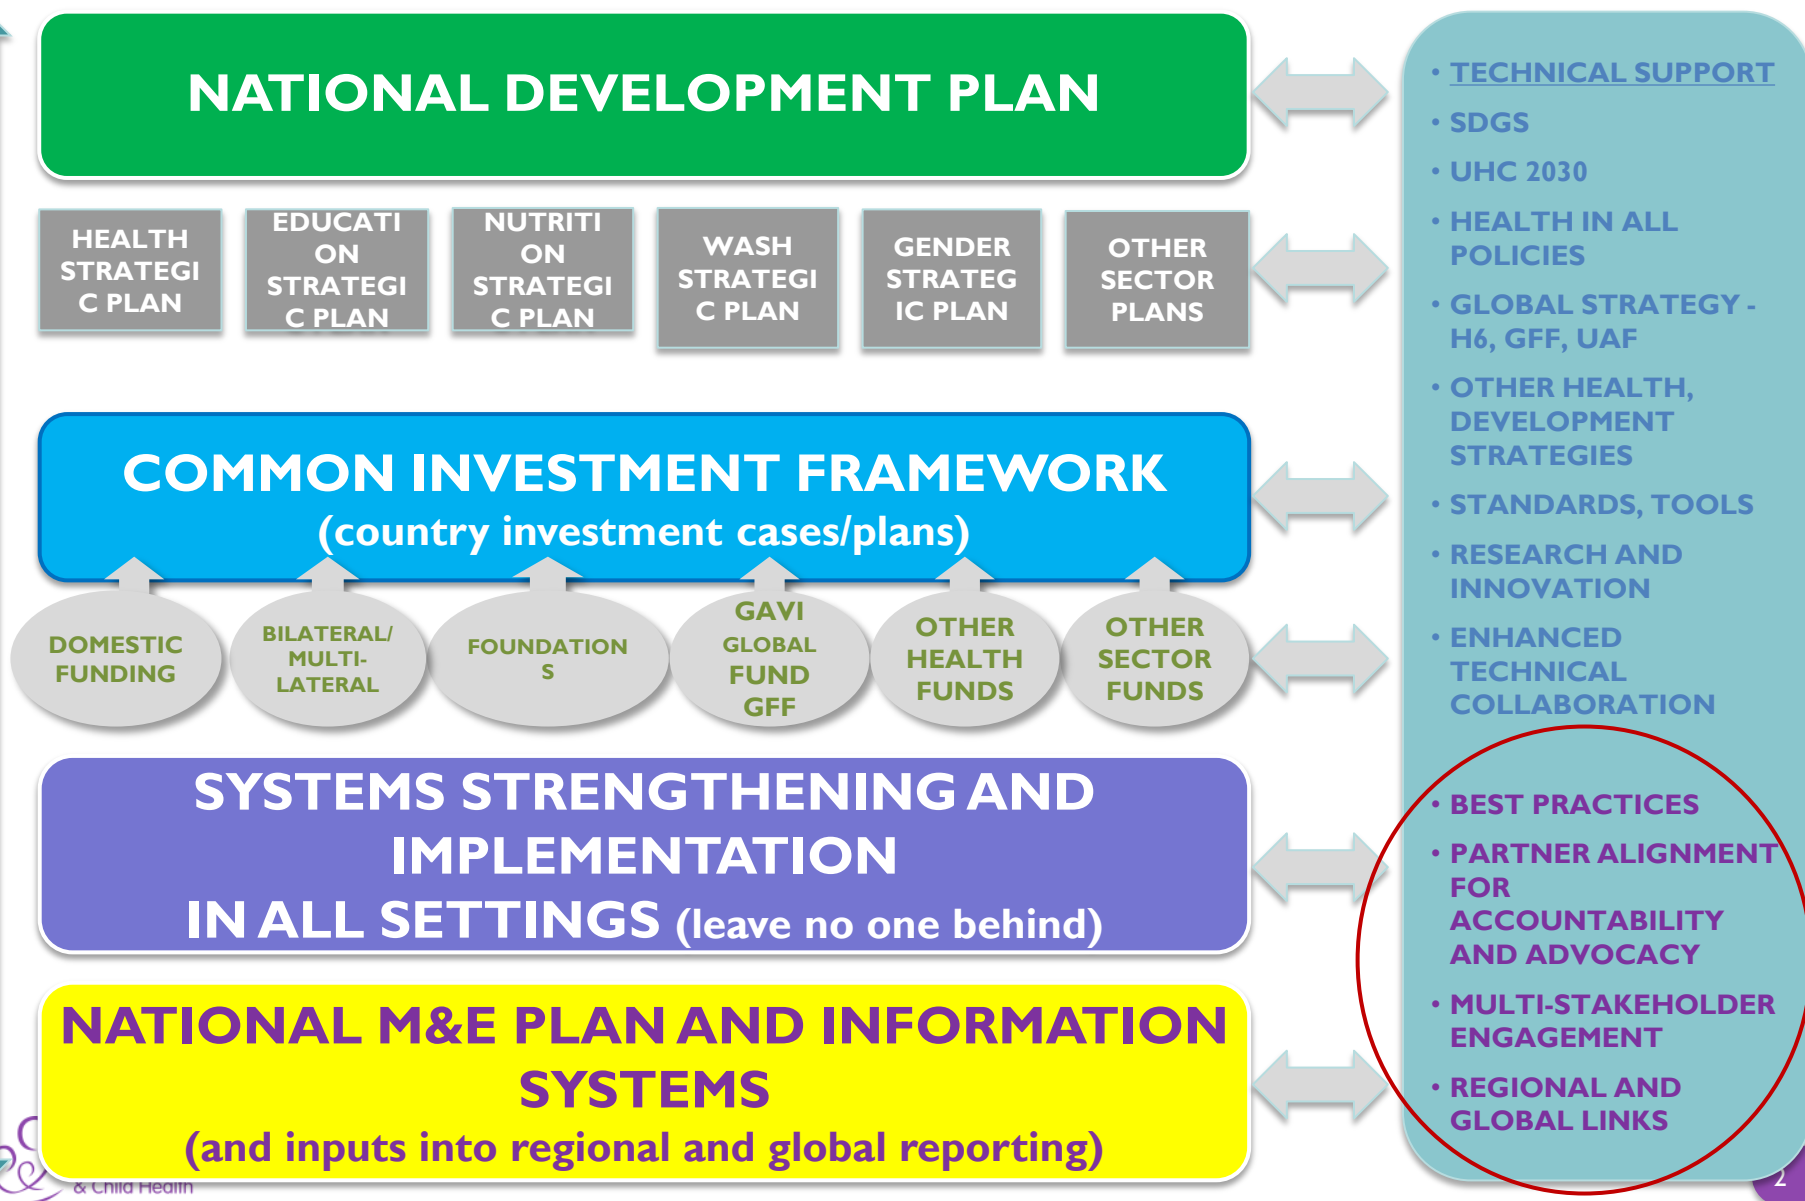 NATIONAL DEVELOPMENT PLAN
HEALTH
STRATEGI
C PLAN
EDUCATI
ON
STRATEGI
C PLAN
NUTRITI
ON
STRATEGI
C PLAN
WASH
STRATEGI
C PLAN
GENDER
STRATEG
IC PLAN
OTHER
SECTOR
PLANS
COMMON INVESTMENT FRAMEWORK
(country investment cases/plans)
DOMESTIC
FUNDING
BILATERAL/
MULTI-
LATERAL
FOUNDATION
S
GAVI
GLOBAL
FUND
GFF
OTHER
HEALTH
FUNDS
OTHER
SECTOR
FUNDS
SYSTEMS STRENGTHENING AND
IMPLEMENTATION
IN ALL SETTINGS (leave no one behind)
NATIONAL M&E PLAN AND INFORMATION
SYSTEMS
(and inputs into regional and global reporting)
& Child Health
• TECHNICAL SUPPORT
• SDGS
• UHC 2030
• HEALTH IN ALL
POLICIES
• GLOBAL STRATEGY -
H6, GFF, UAF
• OTHER HEALTH,
DEVELOPMENT
STRATEGIES
• STANDARDS, TOOLS
• RESEARCH AND
INNOVATION
• ENHANCED
TECHNICAL
COLLABORATION
• BEST PRACTICES
• PARTNER ALIGNMENT
FOR
ACCOUNTABILITY
AND ADVOCACY
• MULTI-STAKEHOLDER
ENGAGEMENT
• REGIONAL AND
GLOBAL LINKS
2